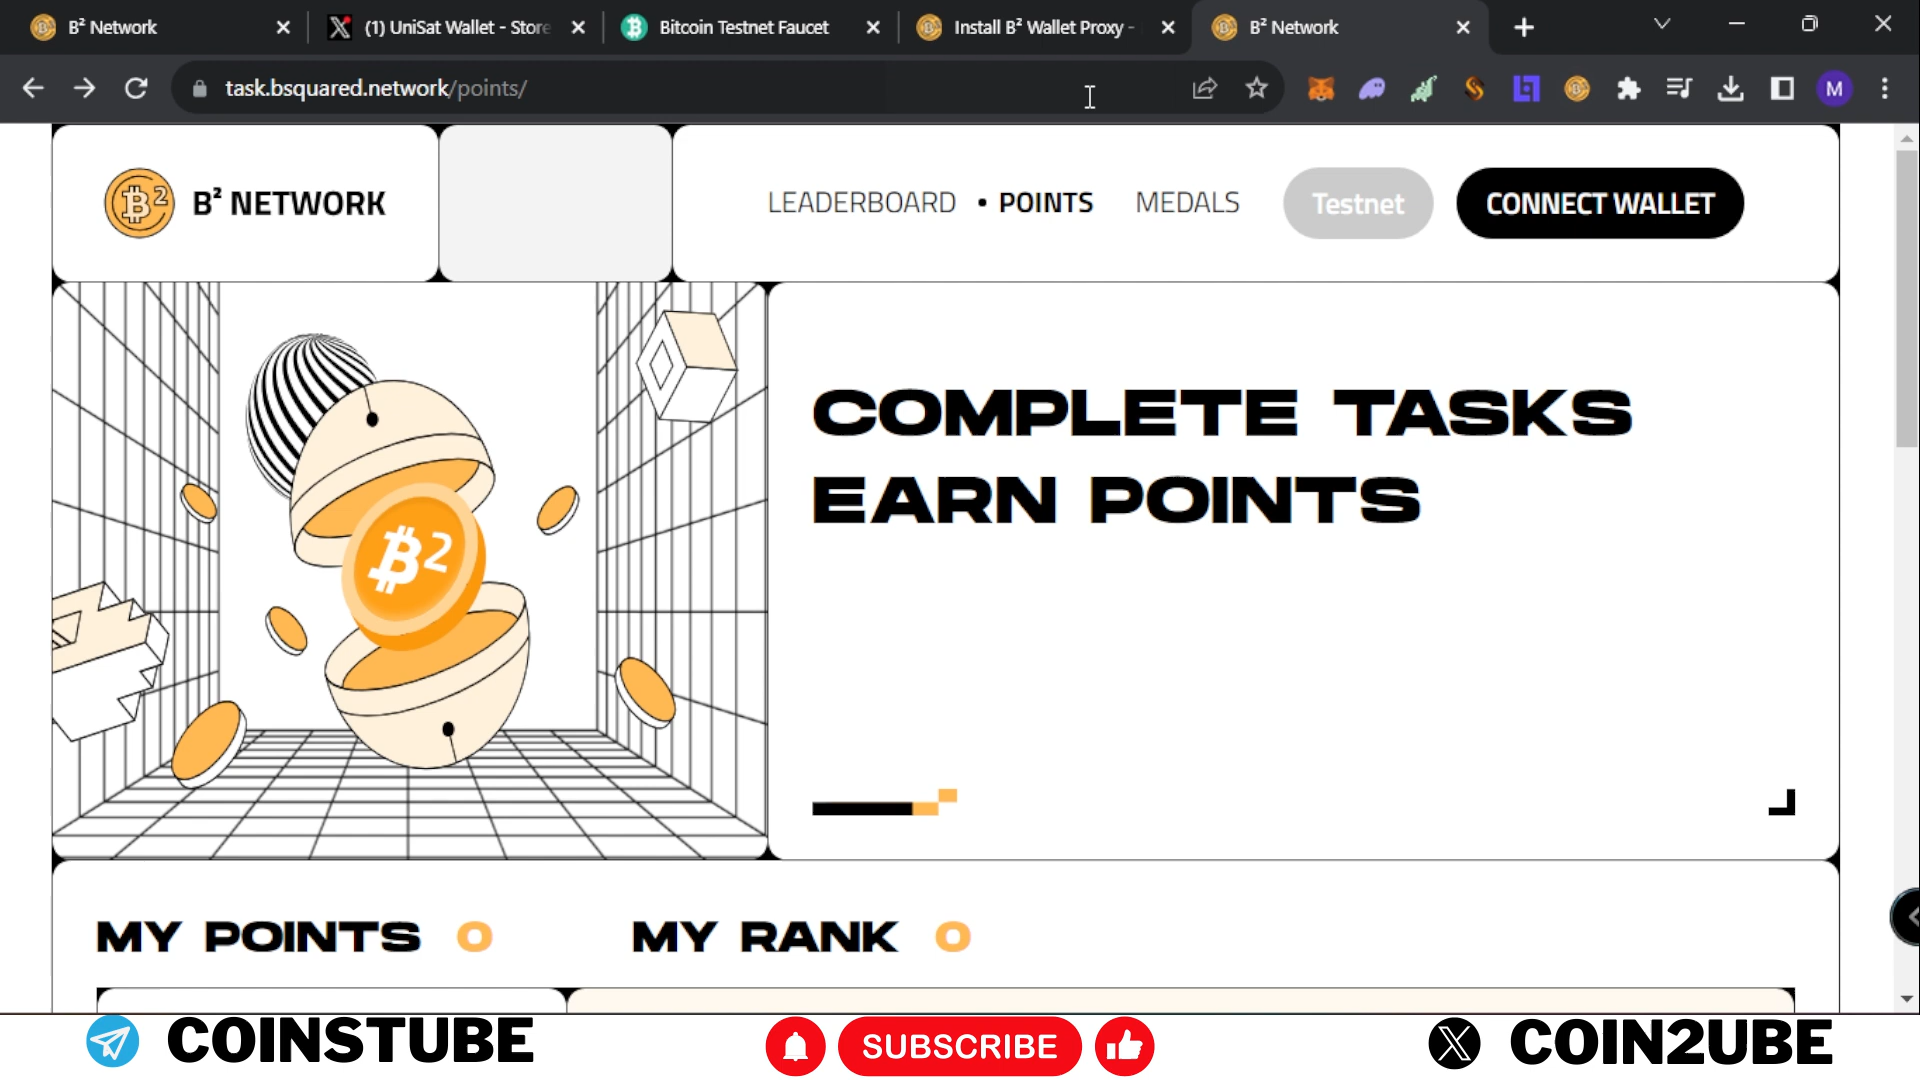 B² Network
(1) UniSat Wallet - Store
Bitcoin Testnet Faucet
Install B² Wallet Proxy -
B² Network
task.bsquared.network/points/
M
B² NETWORK
LEADERBOARD
• POINTS
MEDALS
Testnet
CONNECT WALLET
COMPLETE TASKS
EARN POINTS
MY POINTS 0
MY RANK 0
COINSTUBE
SUBSCRIBE
COIN2UBE